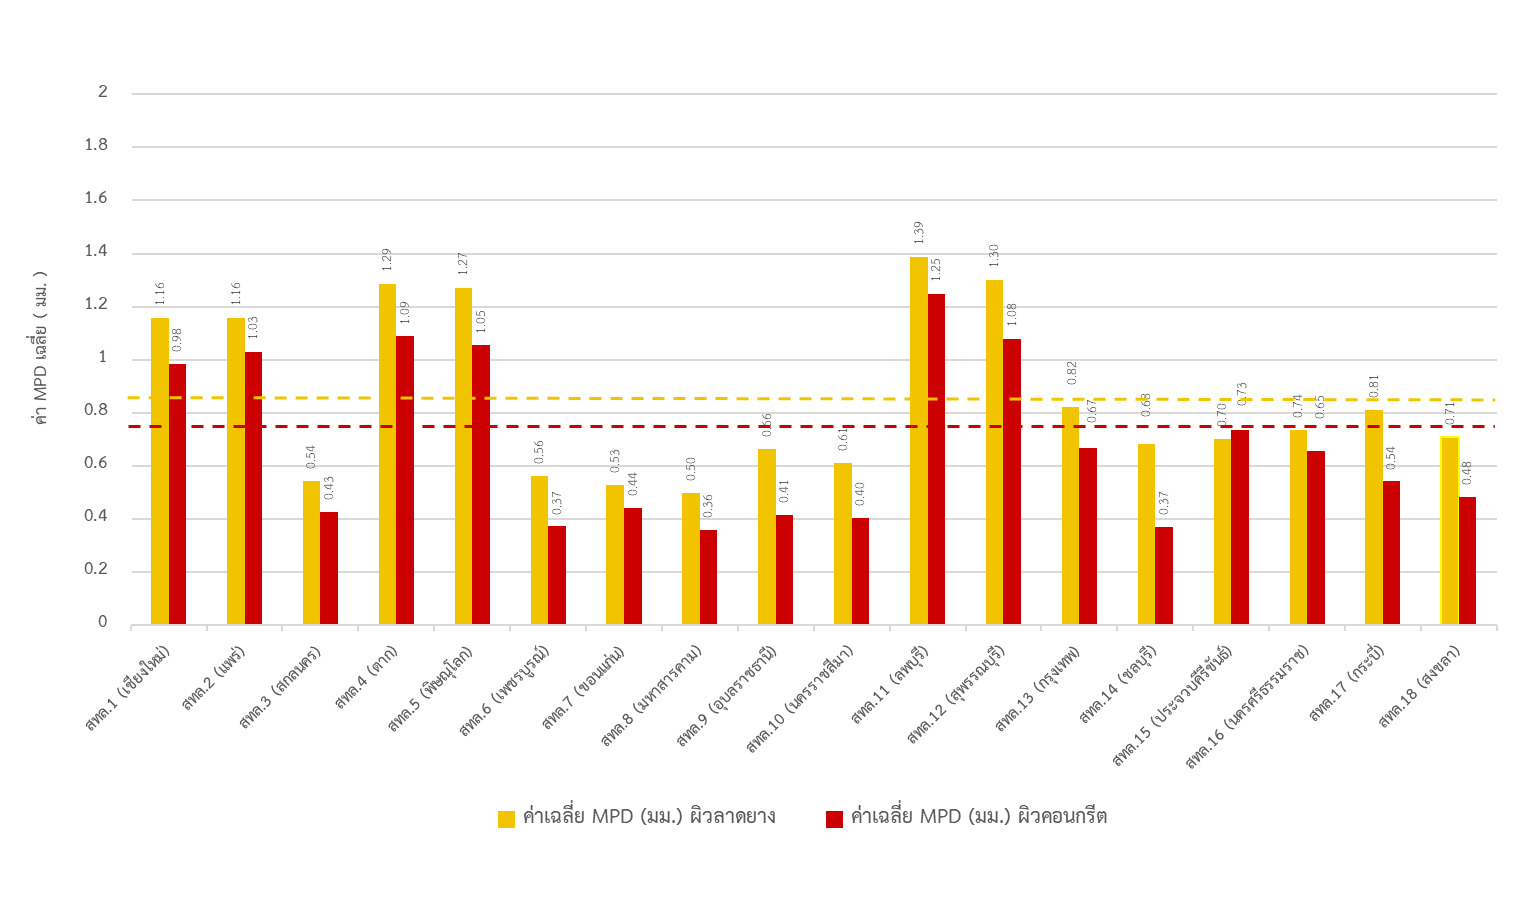 2
1.8
1.6
1.4
1.2
1
0.8
0.6
0.4
0.2
0
ค่า MPD เฉลี่ย ( มม. )
1.16
0.98
1.16
1.03
0.54
0.43
1.29
1.09
1.27
1.05
0.56
0.37
0.53
0.44
0.50
0.36
0.66
0.41
0.61
0.40
1.39
1.25
1.30
1.08
0.82
0.67
0.68
0.37
0.70
0.73
0.74
0.65
0.81
0.54
0.71
0.48
สทล.1 (เชียงใหม่)
สทล.2 (แพร่)
สทล.3 (สกลนคร)
สทล.4 (ตาก)
สทล.5 (พิษณุโลก)
สทล.6 (เพชรบูรณ์)
สทล.7 (ขอนแก่น)
สทล.8 (มหาสารคาม)
สทล.9 (อุบลราชธานี)
สทล.10 (นครราชสีมา)
สทล.11 (ลพบุรี)
สทล.12 (สุพรรณบุรี)
สทล.13 (กรุงเทพ)
สทล.14 (ชลบุรี)
สทล.15 (ประจวบคีรีขันธ์)
สทล.16 (นครศรีธรรมราช)
สทล.17 (กระบี่)
สทล.18 (สงขลา)
ค่าเฉลี่ย MPD (มม.) ผิวลาดยาง
ค่าเฉลี่ย MPD (มม.) ผิวคอนกรีต